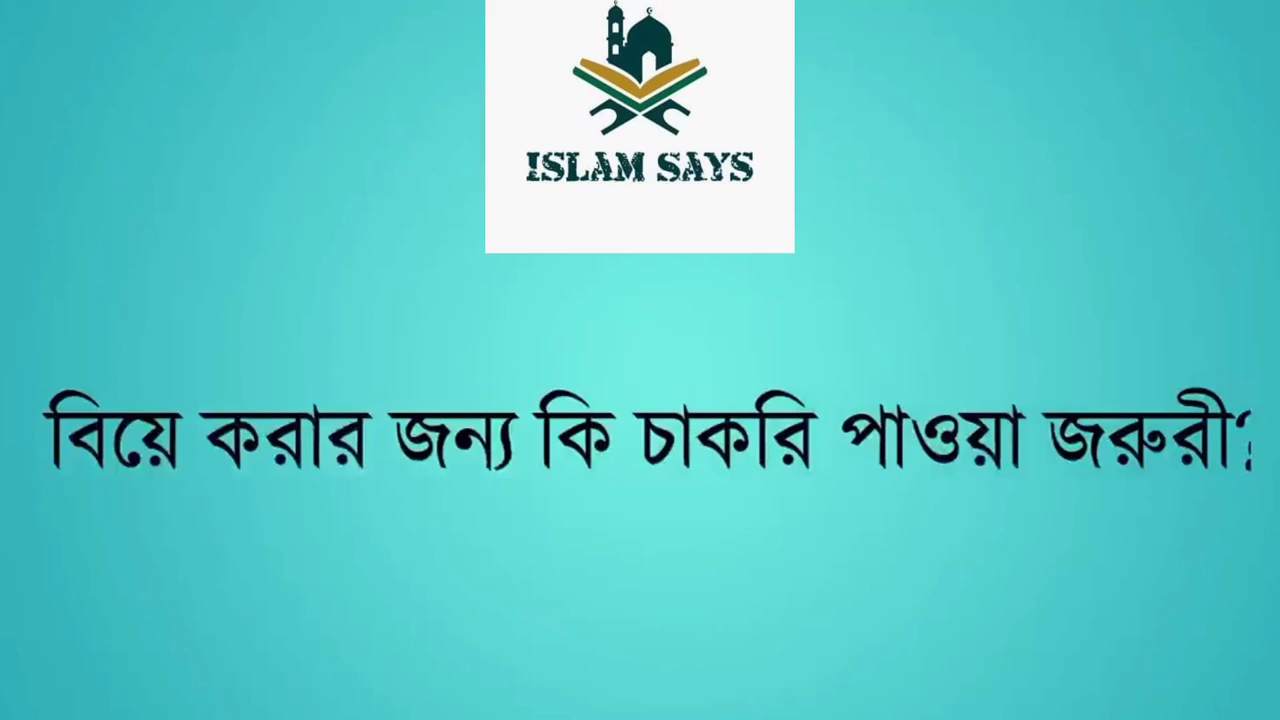 ISLAM SAYS
বিয়ে করার জন্য কি চাকরি পাওয়া জরুরী?